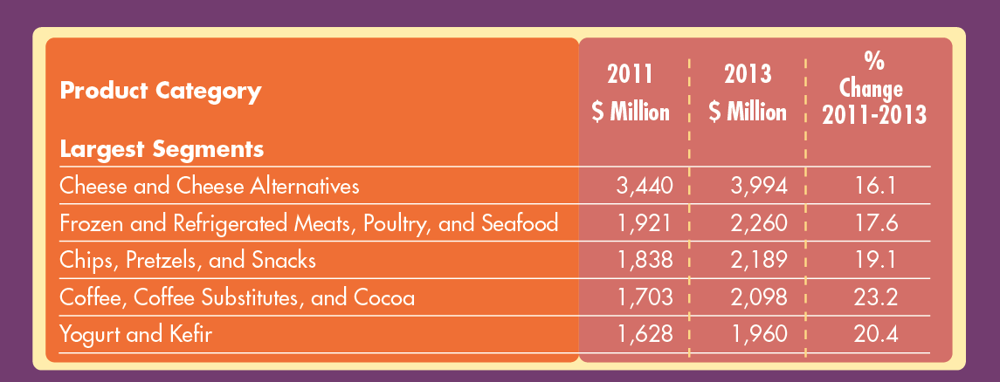 Product Category
2011
$ Million
2013
$ Million
%
Change
2011-2013
Largest Segments
Cheese and Cheese Alternatives 3,440 3,994 16.1
Frozen and Refrigerated Meats, Poultry, and Seafood 1,921 2,260 17.6
Chips, Pretzels, and Snacks 1,838 2,189 19.1
Coffee, Coffee Substitutes, and Cocoa 1,703 2,098 23.2
Yogurt and Kefir 1,628 1,960 20.4